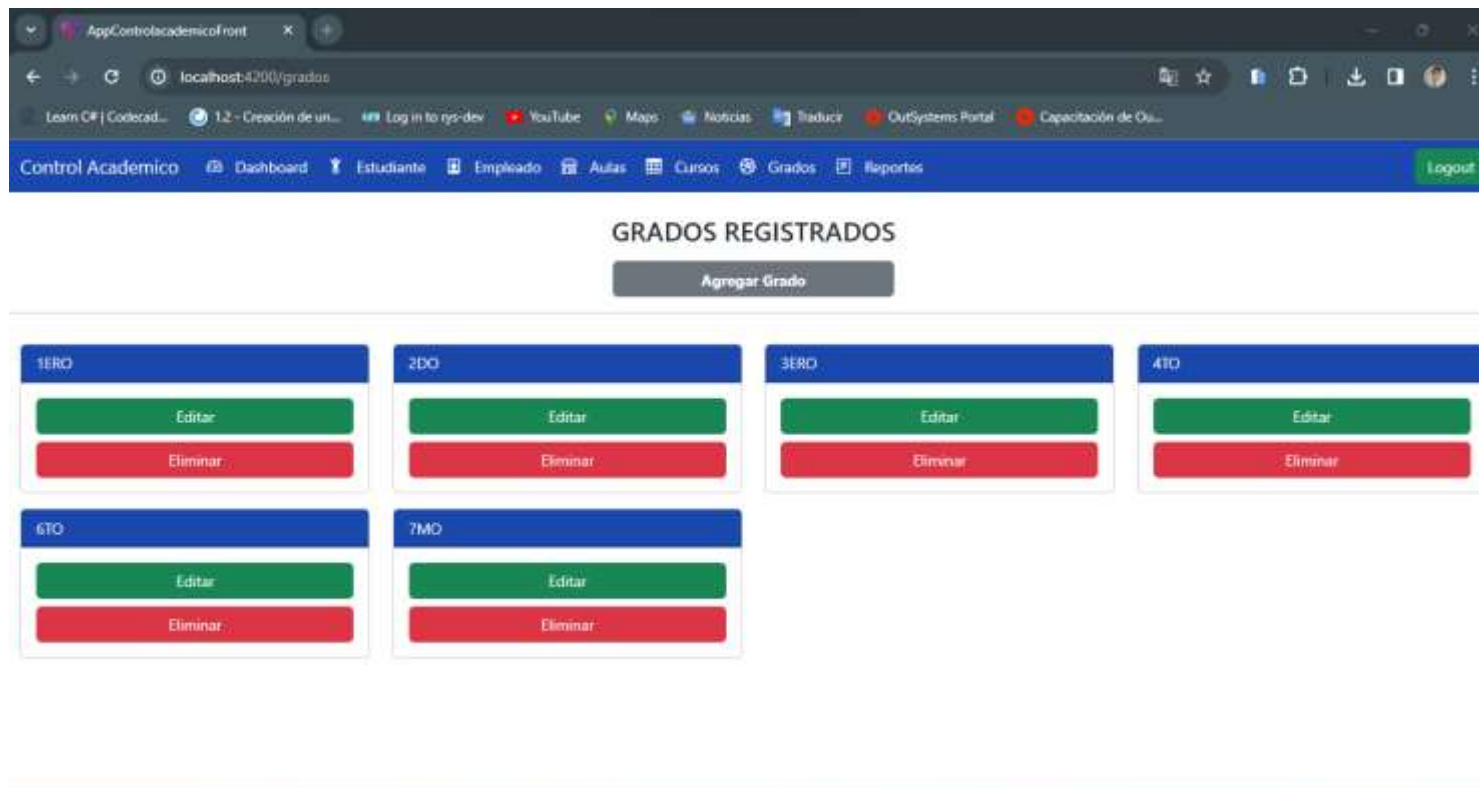 AppControlacademicoFront
localhost:4200/grados
Learn C# | Codecad... 1.2 - Creación de un... Log in to rys-dev YouTube Maps Noticias Traducir OutSystems Portal Capacitación de Ou...
Control Academico Dashboard Estudiante Empleado Aulas Cursos Grados Reportes Logout
GRADOS REGISTRADOS
Agregar Grado
1ERO 2DO 3ERO 4TO
Editar Editar Editar Editar
Eliminar Eliminar Eliminar Eliminar
6TO 7MO
Editar Editar
Eliminar Eliminar